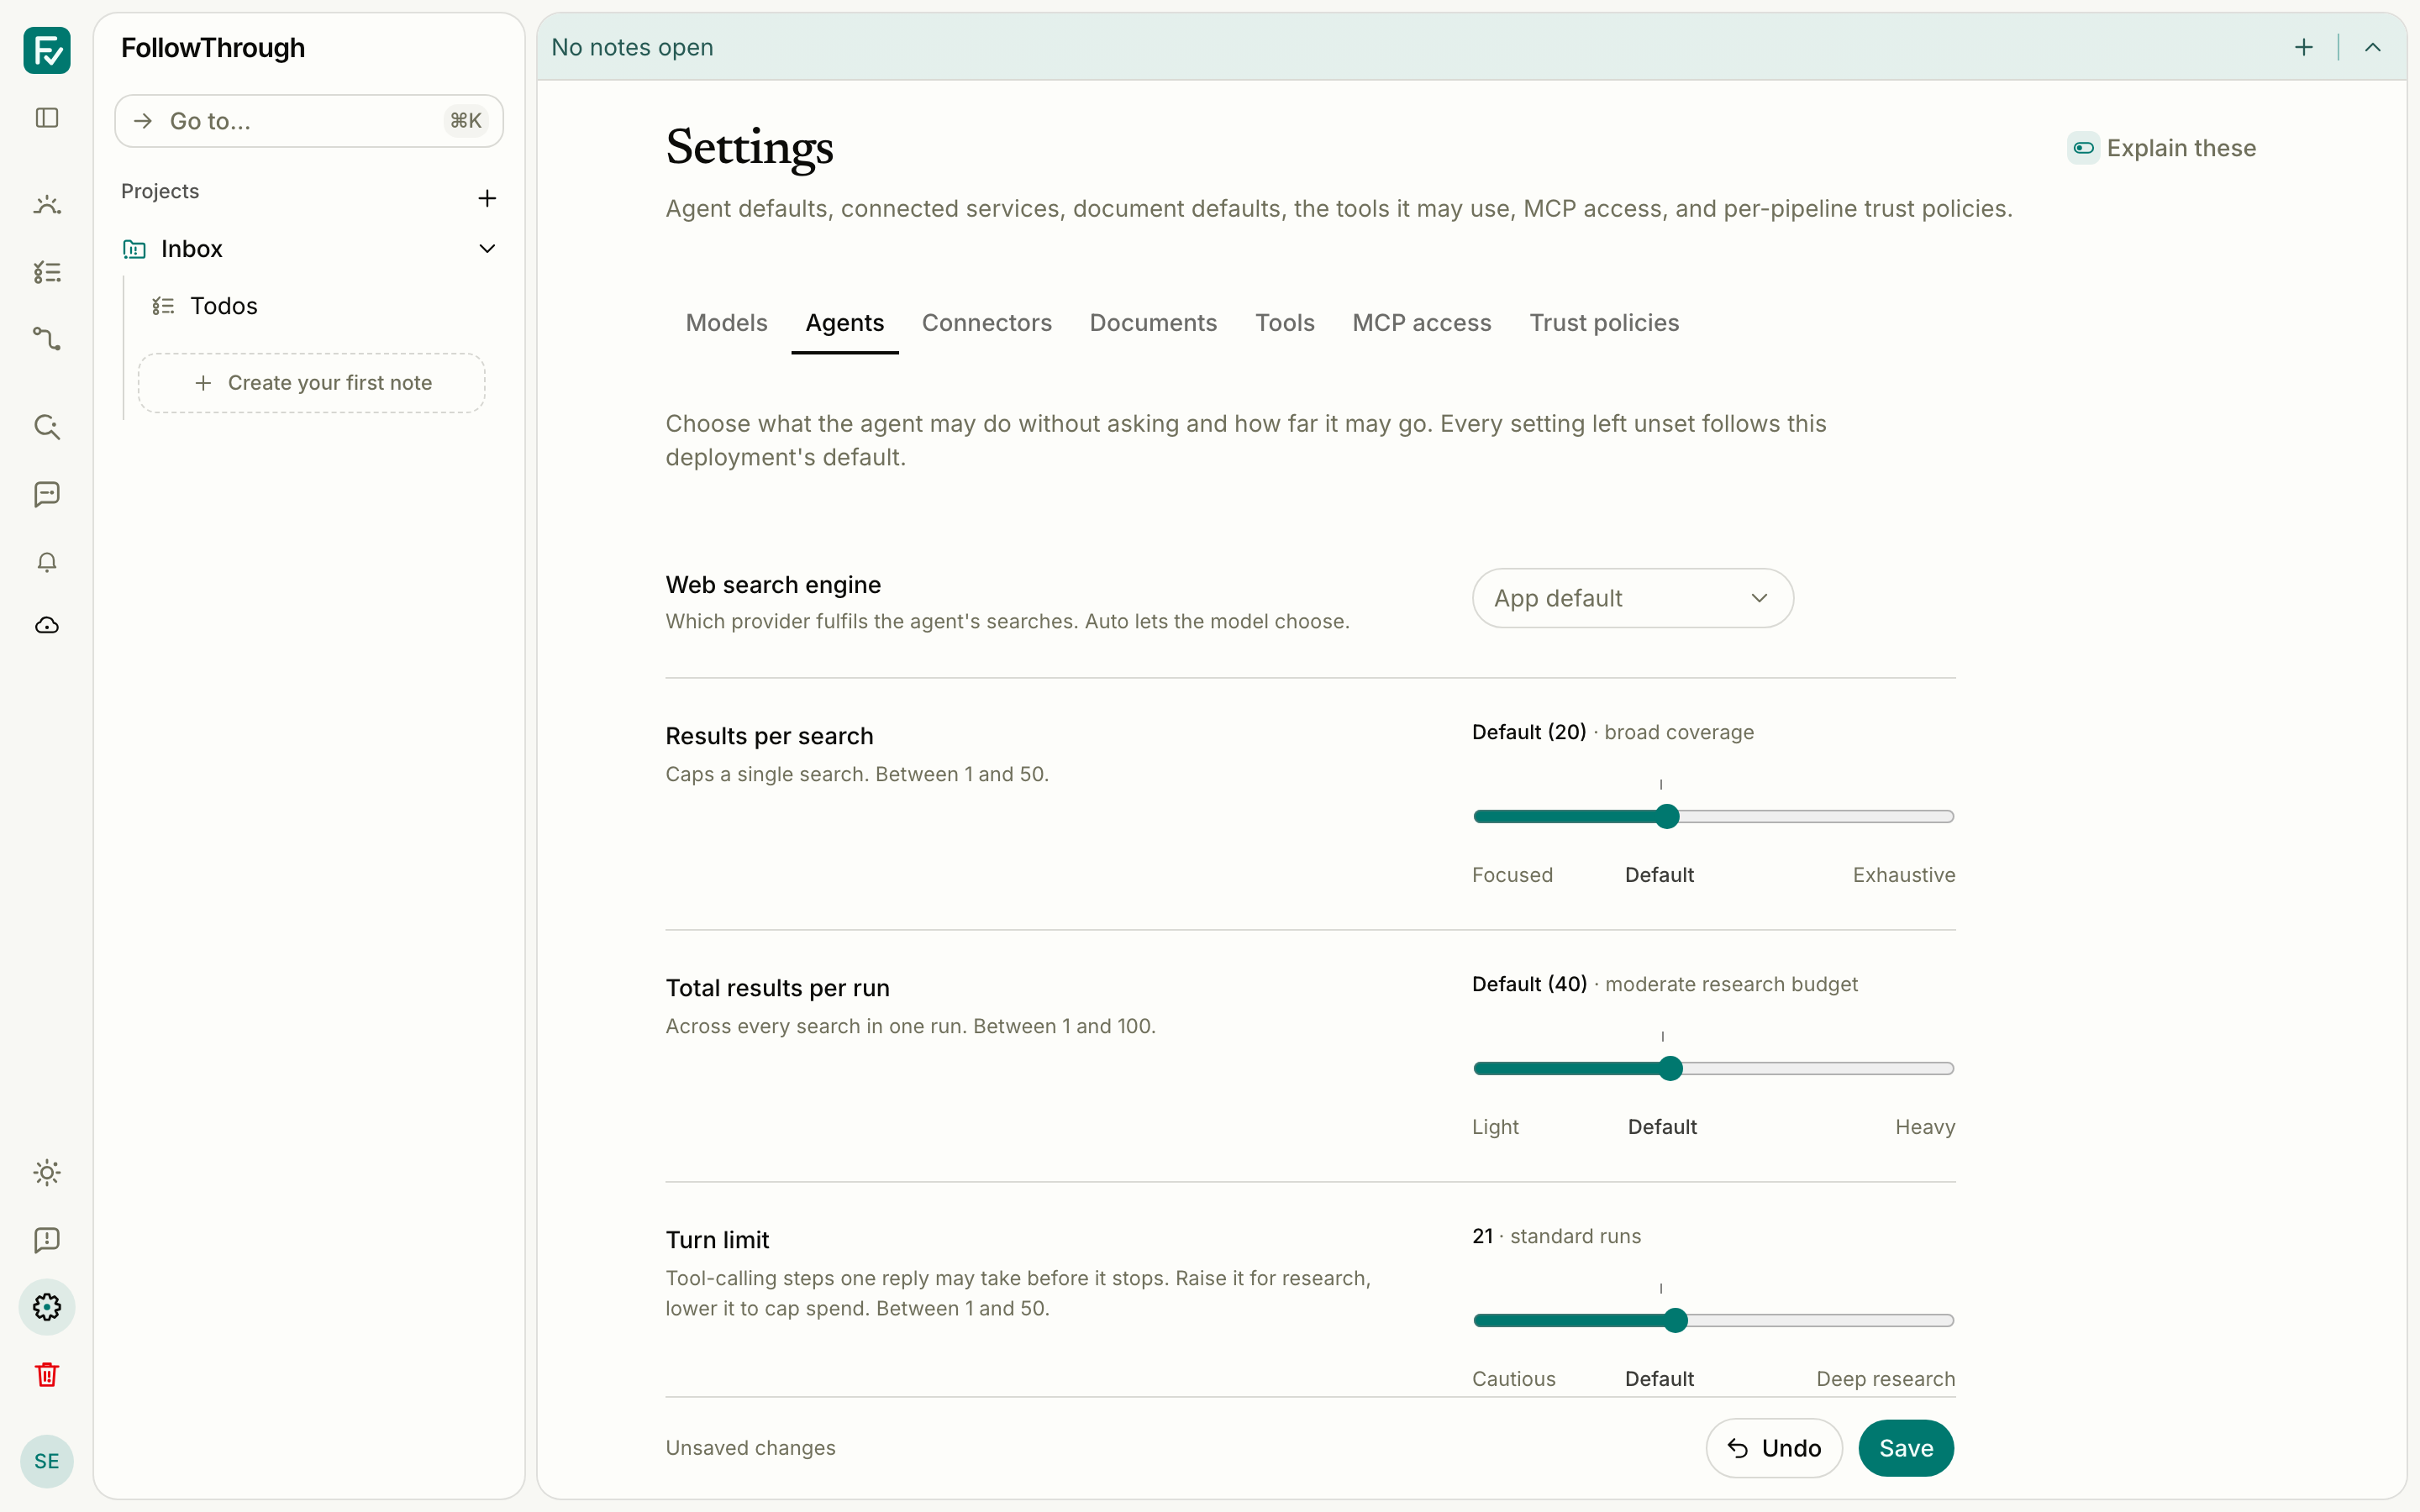 FollowThrough
Go to...
⌘K
Projects
Inbox
Todos
Create your first note
SE
No notes open
Settings
Explain these
Agent defaults, connected services, document defaults, the tools it may use, MCP access, and per-pipeline trust policies.
Models
Agents
Connectors
Documents
Tools
MCP access
Trust policies
Choose what the agent may do without asking and how far it may go. Every setting left unset follows this
deployment's default.
Web search engine
Which provider fulfils the agent's searches. Auto lets the model choose.
App default
Results per search
Caps a single search. Between 1 and 50.
Default (20) · broad coverage
Focused
Default
Exhaustive
Total results per run
Across every search in one run. Between 1 and 100.
Default (40) · moderate research budget
Light
Default
Heavy
Turn limit
Tool-calling steps one reply may take before it stops. Raise it for research,
lower it to cap spend. Between 1 and 50.
21 · standard runs
Cautious
Default
Deep research
Unsaved changes
Undo
Save